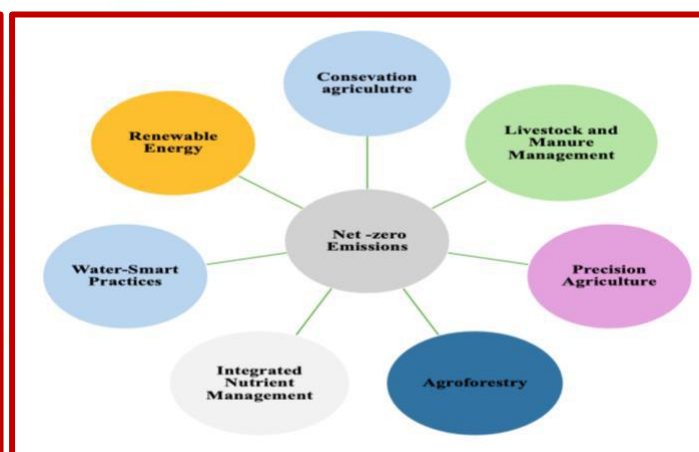 Consevation
agriculutre
Livestock and
Manure
Management
Renewable
Energy
Net -zero
Emissions
Water-Smart
Practices
Precision
Agriculture
Integrated
Nutrient
Management
Agroforestry